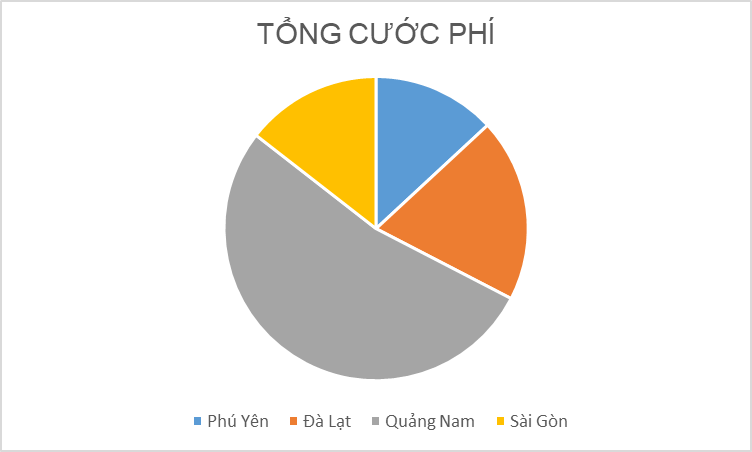 TỔNG CƯỚC PHÍ
Phú Yên Đà Lạt Quảng Nam Sài Gòn